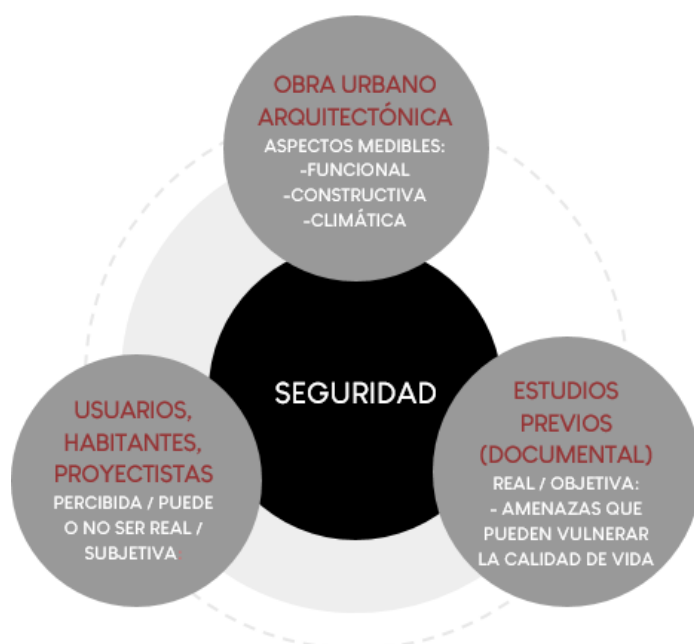 OBRA URBANO
ARQUITECTÓNICA
ASPECTOS MEDIBLES:
-FUNCIONAL
-CONSTRUCTIVA
-CLIMÁTICA
SEGURIDAD
USUARIOS,
HABITANTES,
PROYECTISTAS
PERCIBIDA / PUEDE
O NO SER REAL /
SUBJETIVA:
ESTUDIOS
PREVIOS
(DOCUMENTAL)
REAL / OBJETIVA:
- AMENAZAS QUE
PUEDEN VULNERAR
LA CALIDAD DE VIDA